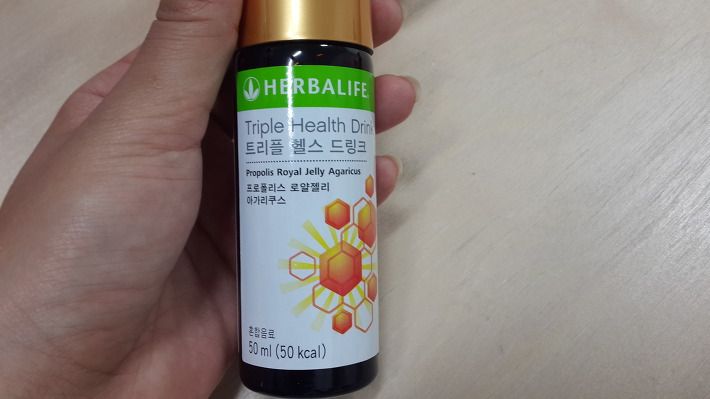 HERBALIFE
Triple Health Drink
트리플 헬스 드링크
Propolis Royal Jelly Agaricus
프로폴리스 로얄젤리
아가리쿠스
혼합음료
50 ml (50 kcal)